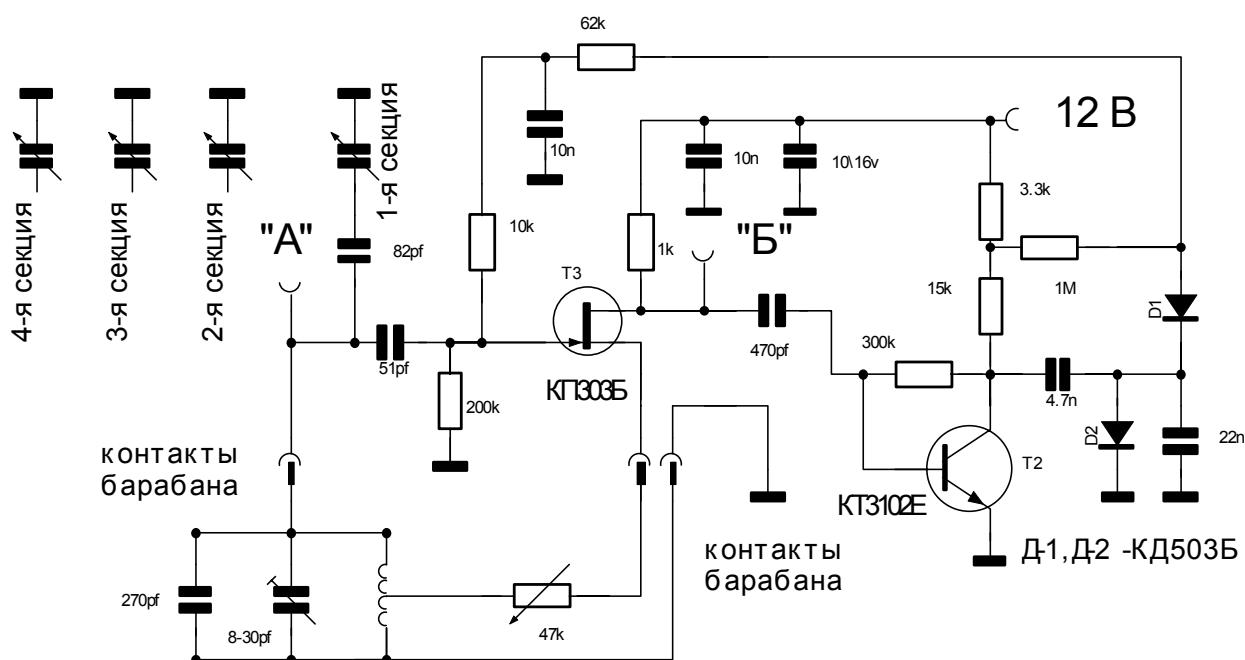 62k
12 В
10n
10n
10\16v
1-я секция
3.3k
4-я секция
3-я секция
2-я секция
"А"
82pf
10k
1k
"Б"
T3
15k
1M
D1
51pf
470pf
300k
КП303Б
200k
4.7n
D2
22n
T2
контакты
барабана
КТ3102Е
контакты
барабана
Д-1,Д-2 -КД503Б
270pf
8-30pf
47k